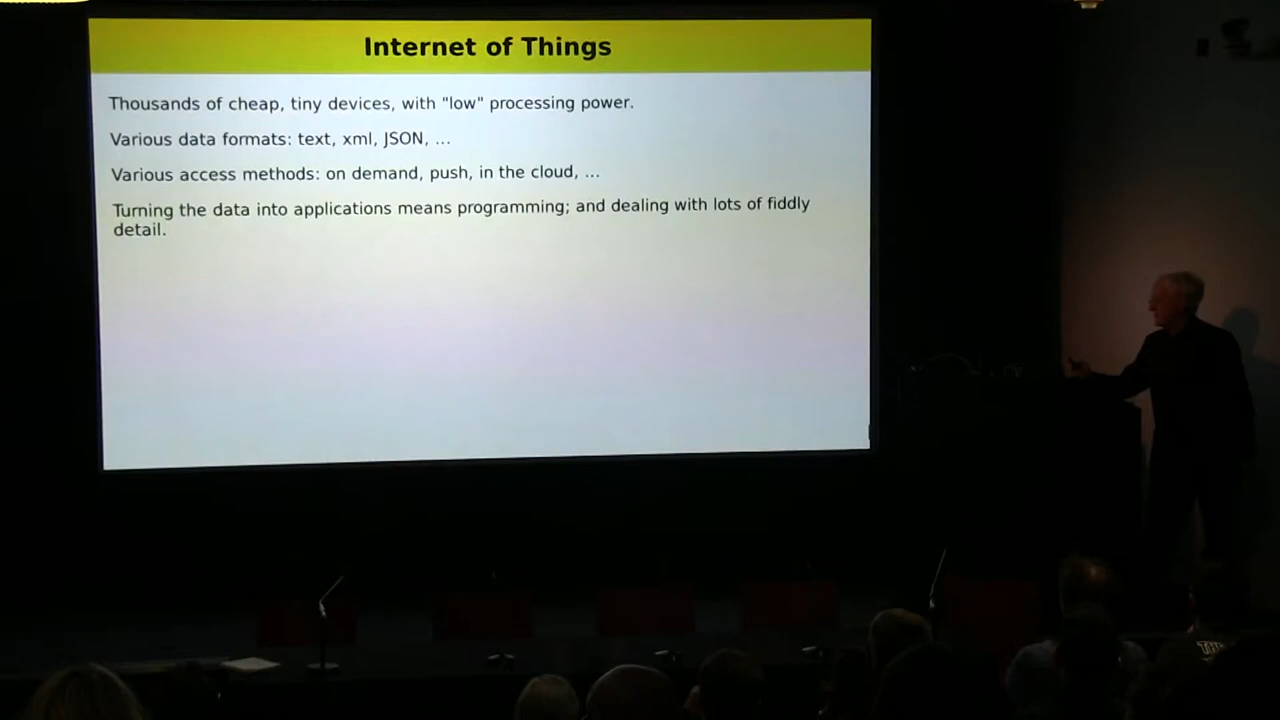 Internet of Things
Thousands of cheap, tiny devices, with "low" processing power.
Various data formats: text, xml, JSON, ...
Various access methods: on demand, push, in the cloud, ...
Turning the data into applications means programming; and dealing with lots of fiddly
detail.
THE